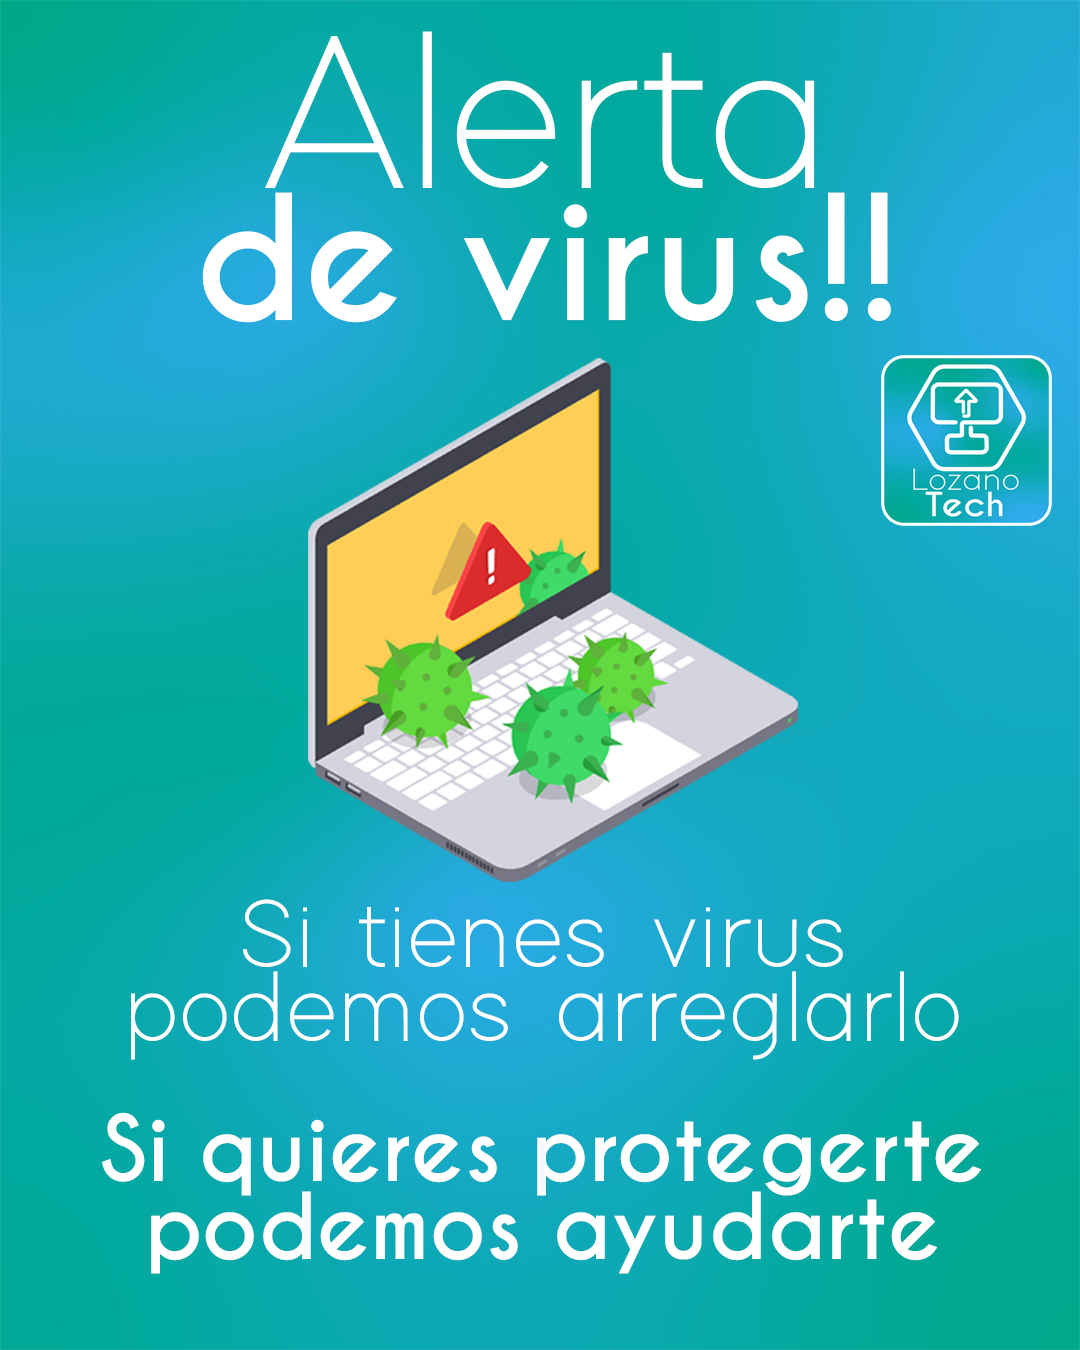 Alerta
de virus!!
!
Lozano
Tech
Si tienes virus
podemos arreglarlo
Si quieres protegerte
podemos ayudarte